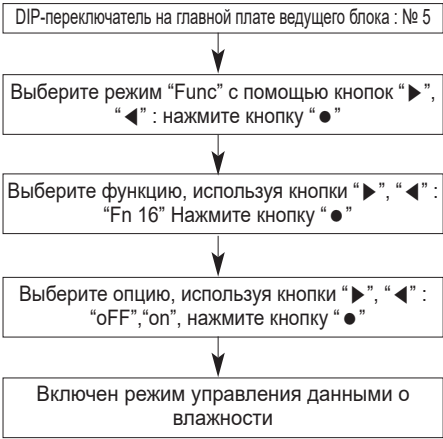 DIP-переключатель на главной плате ведущего блока : № 5
Выберите режим “Func” с помощью кнопок “▶”,
“◀” : нажмите кнопку “●”
Выберите функцию, используя кнопки “▶”, “◀” :
“Fn 16” Нажмите кнопку “●”
Выберите опцию, используя кнопки “▶”, “◀” :
“oFF”,“on”, нажмите кнопку “●”
Включен режим управления данными о
влажности